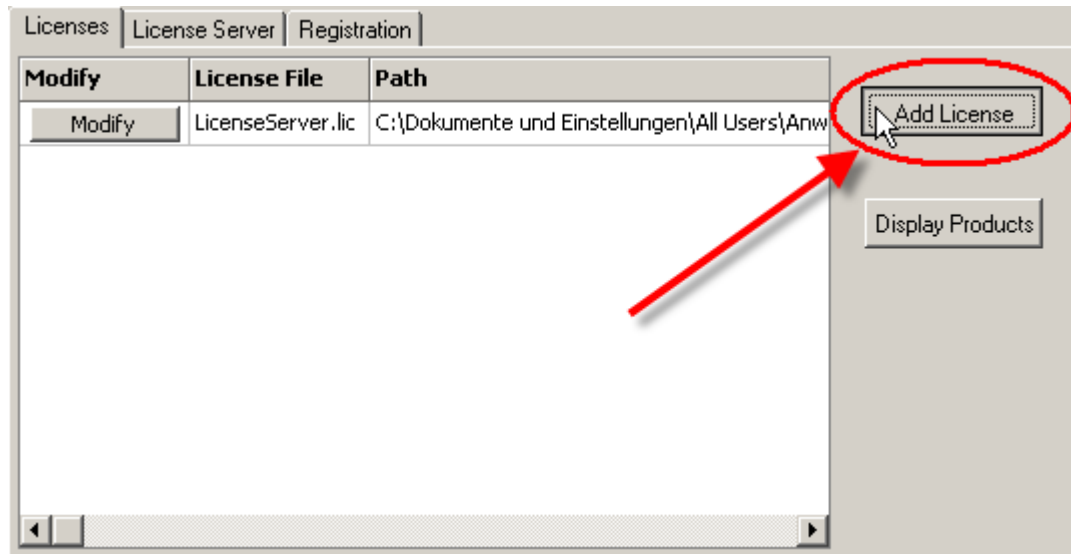 Licenses License Server Registration
Modify License File Path
Modify LicenseServer.lic C:\Dokumente und Einstellungen\All Users\Anw
Add License
Display Products